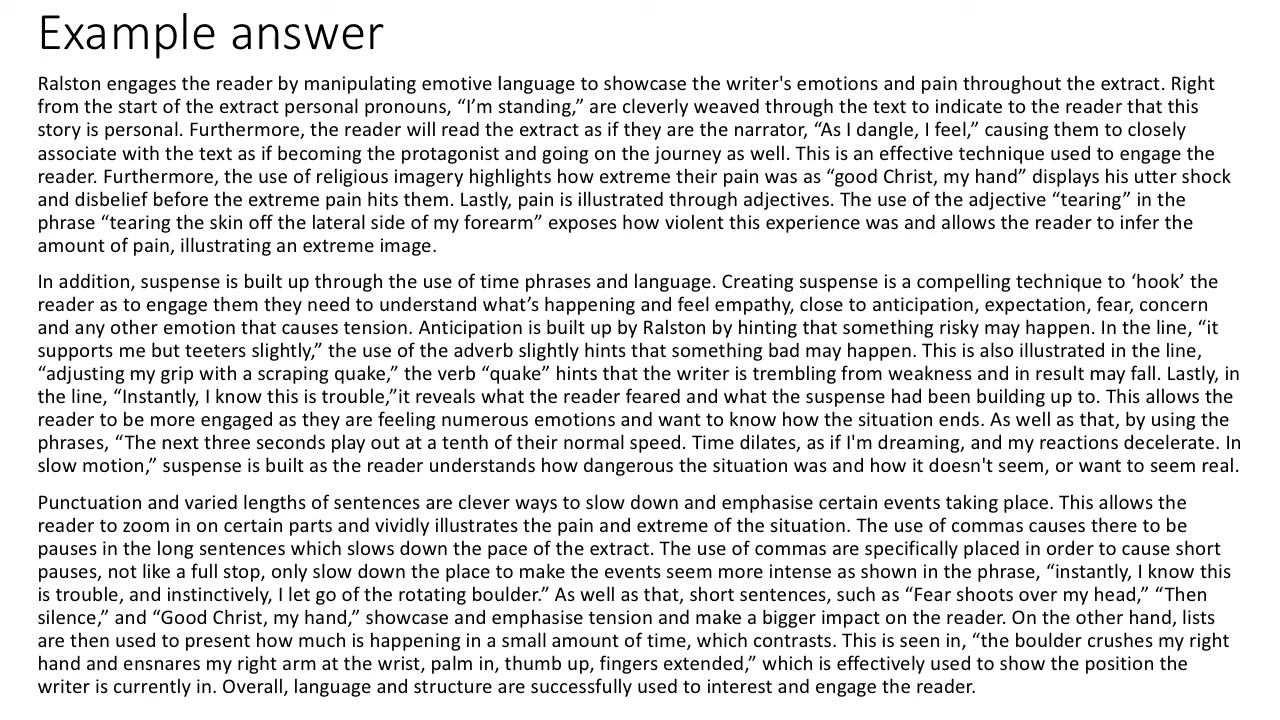 Example answer
Ralston engages the reader by manipulating emotive language to showcase the writer's emotions and pain throughout the extract. Right
from the start of the extract personal pronouns, “I’m standing,” are cleverly weaved through the text to indicate to the reader that this
story is personal. Furthermore, the reader will read the extract as if they are the narrator, “As I dangle, I feel,” causing them to closely
associate with the text as if becoming the protagonist and going on the journey as well. This is an effective technique used to engage the
reader. Furthermore, the use of religious imagery highlights how extreme their pain was as “good Christ, my hand” displays his utter shock
and disbelief before the extreme pain hits them. Lastly, pain is illustrated through adjectives. The use of the adjective “tearing” in the
phrase “tearing the skin off the lateral side of my forearm” exposes how violent this experience was and allows the reader to infer the
amount of pain, illustrating an extreme image.
In addition, suspense is built up through the use of time phrases and language. Creating suspense is a compelling technique to ‘hook’ the
reader as to engage them they need to understand what’s happening and feel empathy, close to anticipation, expectation, fear, concern
and any other emotion that causes tension. Anticipation is built up by Ralston by hinting that something risky may happen. In the line, “it
supports me but teeters slightly,” the use of the adverb slightly hints that something bad may happen. This is also illustrated in the line,
“adjusting my grip with a scraping quake,” the verb “quake” hints that the writer is trembling from weakness and in result may fall. Lastly, in
the line, “Instantly, I know this is trouble,”it reveals what the reader feared and what the suspense had been building up to. This allows the
reader to be more engaged as they are feeling numerous emotions and want to know how the situation ends. As well as that, by using the
phrases, “The next three seconds play out at a tenth of their normal speed. Time dilates, as if I'm dreaming, and my reactions decelerate. In
slow motion,” suspense is built as the reader understands how dangerous the situation was and how it doesn't seem, or want to seem real.
Punctuation and varied lengths of sentences are clever ways to slow down and emphasise certain events taking place. This allows the
reader to zoom in on certain parts and vividly illustrates the pain and extreme of the situation. The use of commas causes there to be
pauses in the long sentences which slows down the pace of the extract. The use of commas are specifically placed in order to cause short
pauses, not like a full stop, only slow down the place to make the events seem more intense as shown in the phrase, “instantly, I know this
is trouble, and instinctively, I let go of the rotating boulder.” As well as that, short sentences, such as “Fear shoots over my head,” “Then
silence,” and “Good Christ, my hand,” showcase and emphasise tension and make a bigger impact on the reader. On the other hand, lists
are then used to present how much is happening in a small amount of time, which contrasts. This is seen in, “the boulder crushes my right
hand and ensnares my right arm at the wrist, palm in, thumb up, fingers extended,” which is effectively used to show the position the
writer is currently in. Overall, language and structure are successfully used to interest and engage the reader.